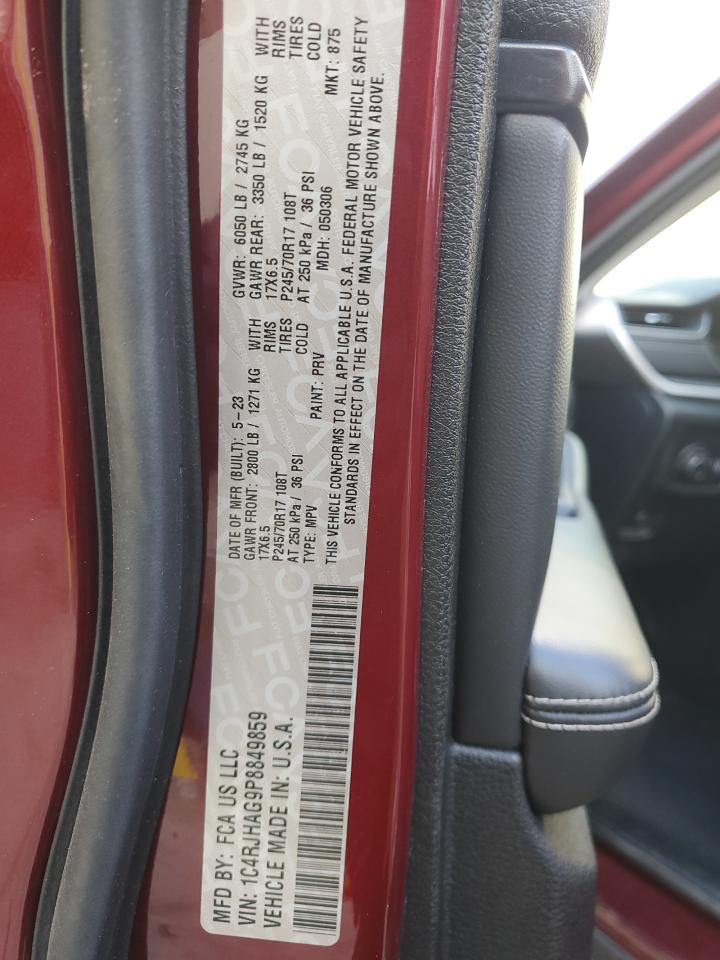 MFD BY: FCA US LLC
VIN: 1C4RJHAG9P8849859
VEHICLE MADE IN: U.S.A.
DATE OF MFR (BUILT): 5-23 GVWR: 6050 LB / 2745 KG
GAWR FRONT: 2800 LB / 1271 KG WITH GAWR REAR: 3350 LB / 1520 KG WITH
17X6.5 RIMS 17X6.5 RIMS
P245/70R17 108T TIRES P245/70R17 108T TIRES
AT 250 kPa / 36 PSI COLD AT 250 kPa / 36 PSI COLD
TYPE: MPV PAINT: PRV MDH: 050306 MKT: 875
THIS VEHICLE CONFORMS TO ALL APPLICABLE U.S.A. FEDERAL MOTOR VEHICLE SAFETY
STANDARDS IN EFFECT ON THE DATE OF MANUFACTURE SHOWN ABOVE.